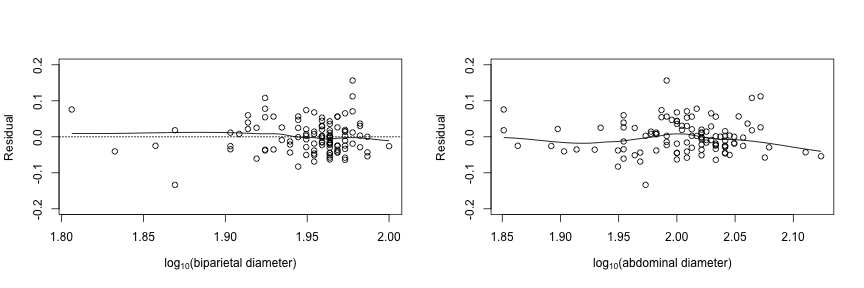 0.2
0.1
0.0
-0.1
-0.2
Residual
1.80 1.85 1.90 1.95 2.00
log10(biparietal diameter)
0.2
0.1
0.0
-0.1
-0.2
Residual
1.85 1.90 1.95 2.00 2.05 2.10
log10(abdominal diameter)